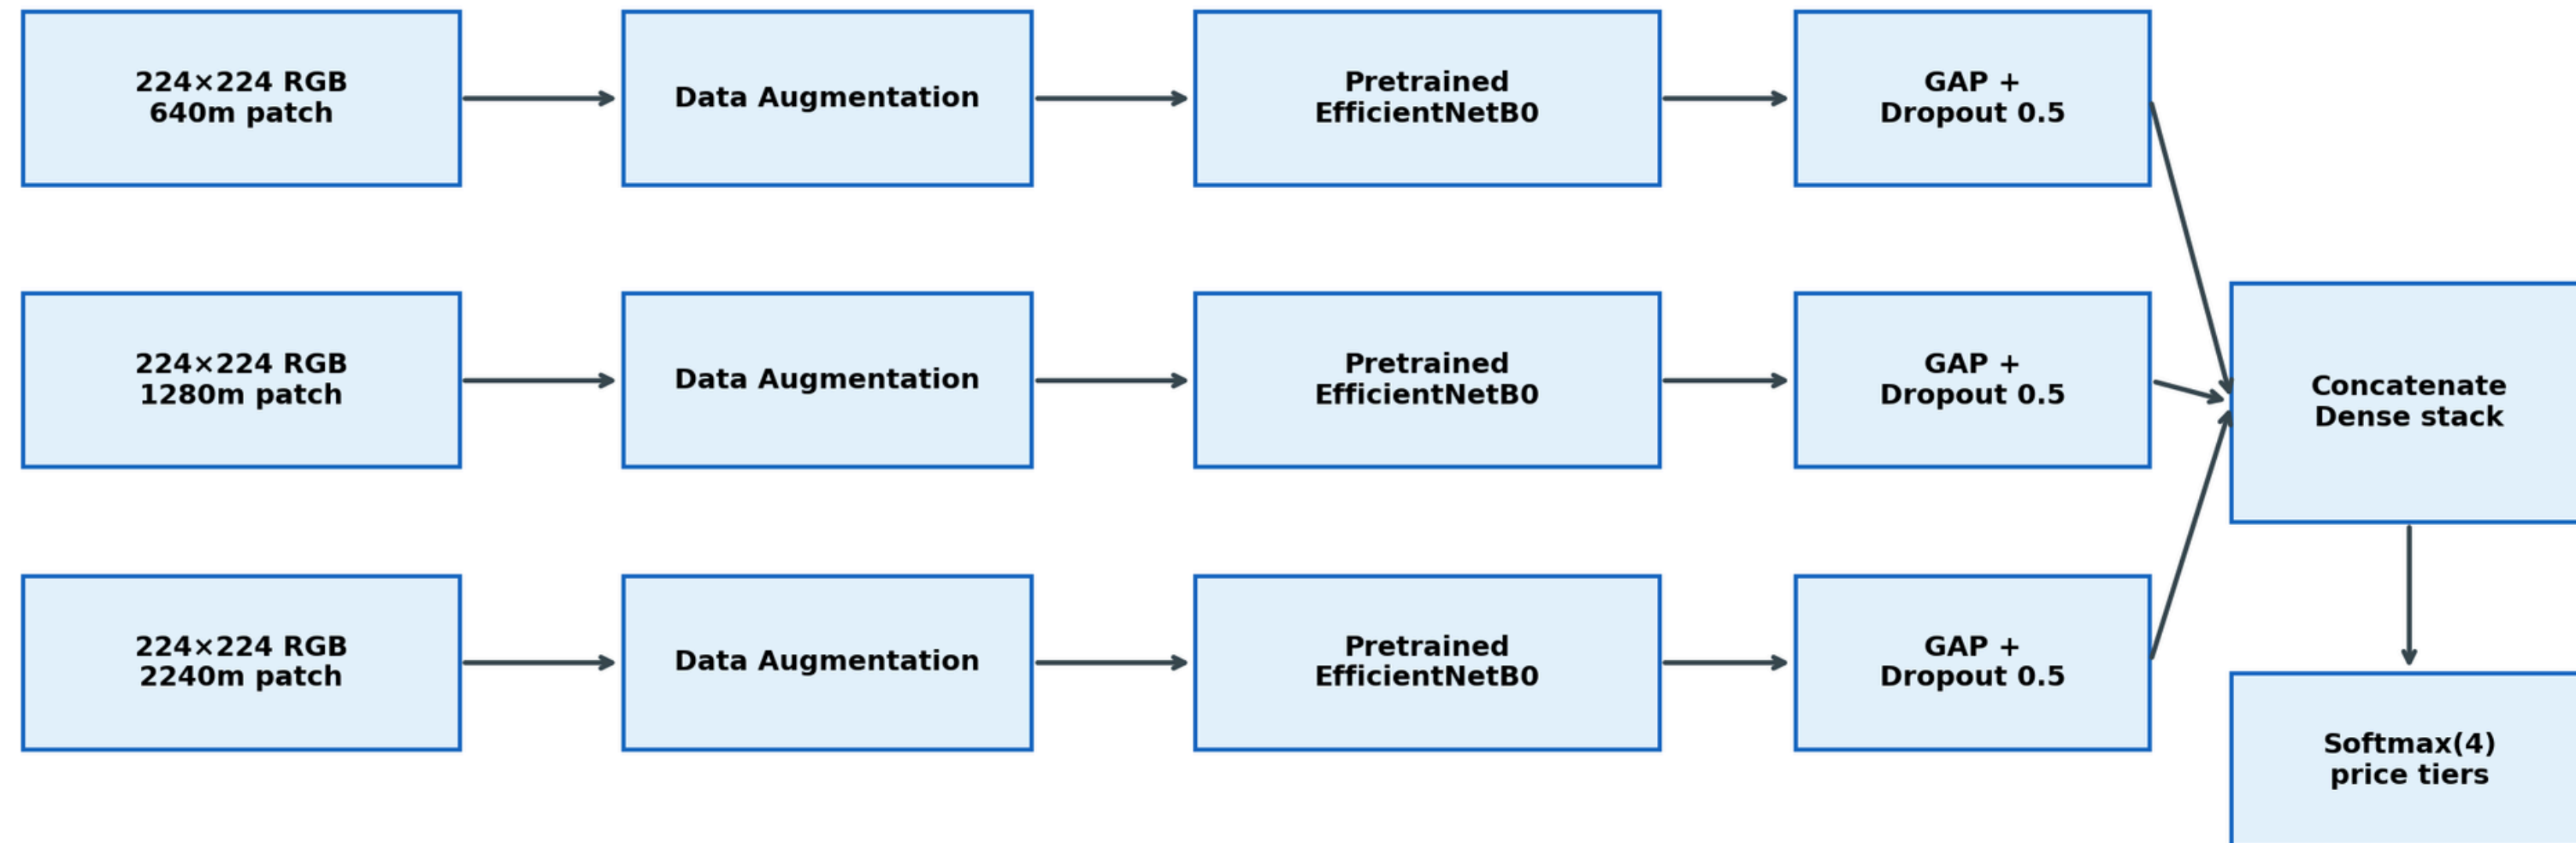 224×224 RGB
640m patch
Data Augmentation
Pretrained
EfficientNetB0
GAP +
Dropout 0.5
224×224 RGB
1280m patch
Data Augmentation
Pretrained
EfficientNetB0
GAP +
Dropout 0.5
Concatenate
Dense stack
224×224 RGB
2240m patch
Data Augmentation
Pretrained
EfficientNetB0
GAP +
Dropout 0.5
Softmax(4)
price tiers